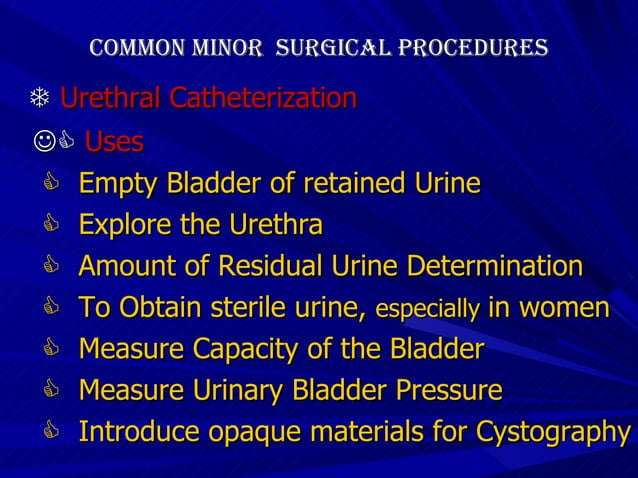 COMMON MINOR SURGICAL PROCEDURES
Urethral Catheterization
Uses
Empty Bladder of retained Urine
Explore the Urethra
Amount of Residual Urine Determination
To Obtain sterile urine, especially in women
Measure Capacity of the Bladder
Measure Urinary Bladder Pressure
Introduce opaque materials for Cystography